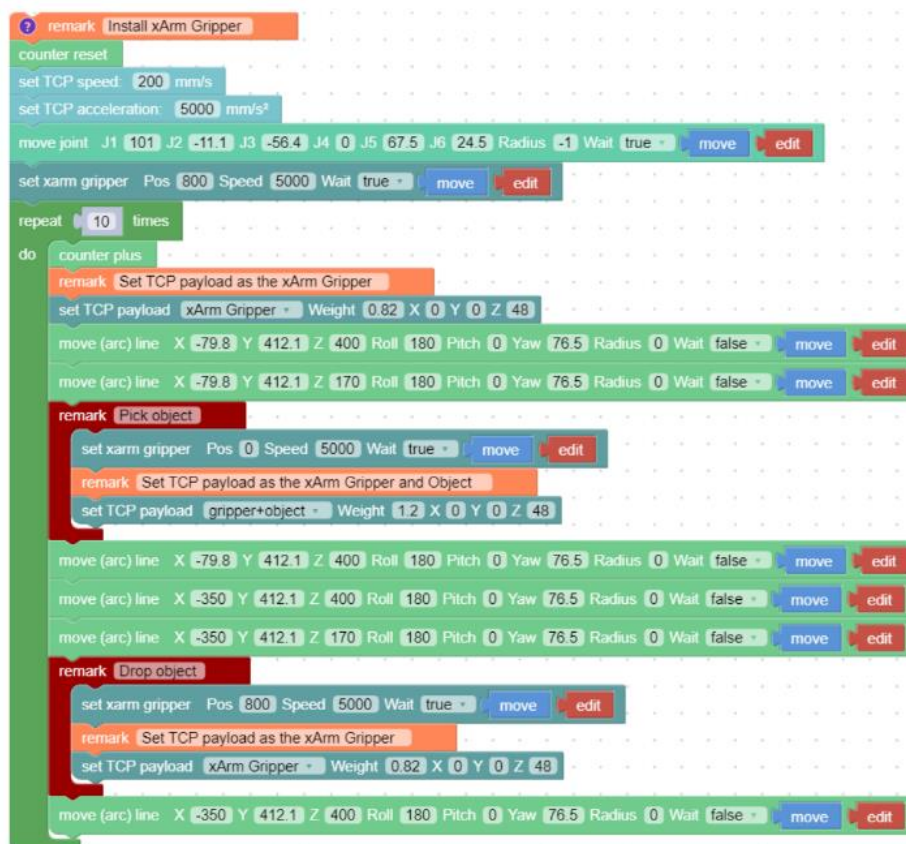 ? remark Install xArm Gripper
counter reset
set TCP speed: 200 mm/s
set TCP acceleration: 5000 mm/s²
move joint J1 101 J2 -11.1 J3 -56.4 J4 0 J5 67.5 J6 24.5 Radius -1 Wait true move edit
set xarm gripper Pos 800 Speed 5000 Wait true move edit
repeat 10 times
do counter plus
remark Set TCP payload as the xArm Gripper
set TCP payload xArm Gripper Weight 0.82 X 0 Y 0 Z 48
move (arc) line X -79.8 Y 412.1 Z 400 Roll 180 Pitch 0 Yaw 76.5 Radius 0 Wait false move edit
move (arc) line X -79.8 Y 412.1 Z 170 Roll 180 Pitch 0 Yaw 76.5 Radius 0 Wait false move edit
remark Pick object
set xarm gripper Pos 0 Speed 5000 Wait true move edit
remark Set TCP payload as the xArm Gripper and Object
set TCP payload gripper+object Weight 1.2 X 0 Y 0 Z 48
move (arc) line X -79.8 Y 412.1 Z 400 Roll 180 Pitch 0 Yaw 76.5 Radius 0 Wait false move edit
move (arc) line X -350 Y 412.1 Z 400 Roll 180 Pitch 0 Yaw 76.5 Radius 0 Wait false move edit
move (arc) line X -350 Y 412.1 Z 170 Roll 180 Pitch 0 Yaw 76.5 Radius 0 Wait false move edit
remark Drop object
set xarm gripper Pos 800 Speed 5000 Wait true move edit
remark Set TCP payload as the xArm Gripper
set TCP payload xArm Gripper Weight 0.82 X 0 Y 0 Z 48
move (arc) line X -350 Y 412.1 Z 400 Roll 180 Pitch 0 Yaw 76.5 Radius 0 Wait false move edit